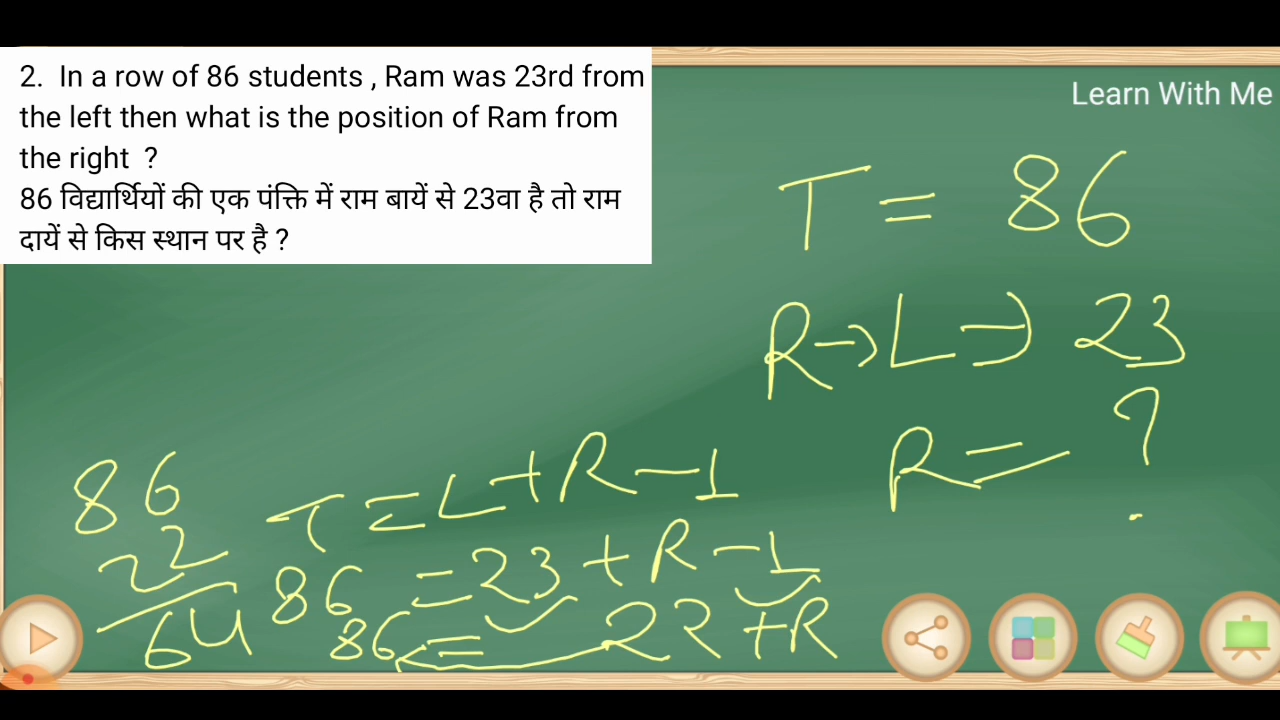 2. In a row of 86 students , Ram was 23rd from
the left then what is the position of Ram from
the right ?
86 विद्यार्थियों की एक पंक्ति में राम बायें से 23वा है तो राम
दायें से किस स्थान पर है ?
Learn With Me
T = 86
R→L⇒ 23
R= ?
T = L+R-1
86 = 23 + R-1
86 = 22 +R
86
22
64